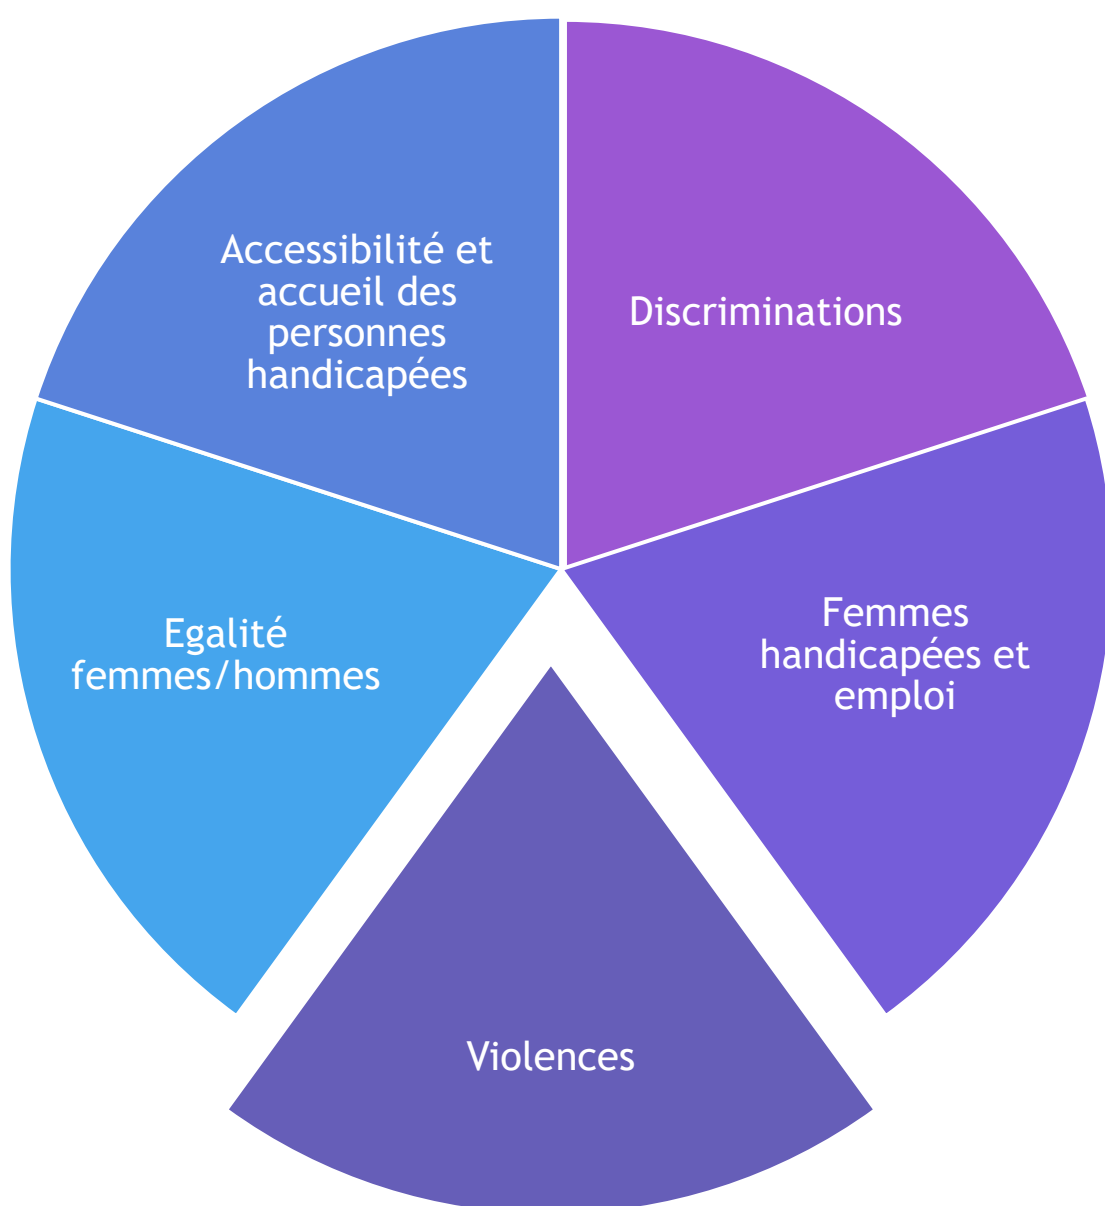 Accessibilité et
accueil des
personnes
handicapées
Discriminations
Femmes
handicapées et
emploi
Egalité
femmes/hommes
Violences